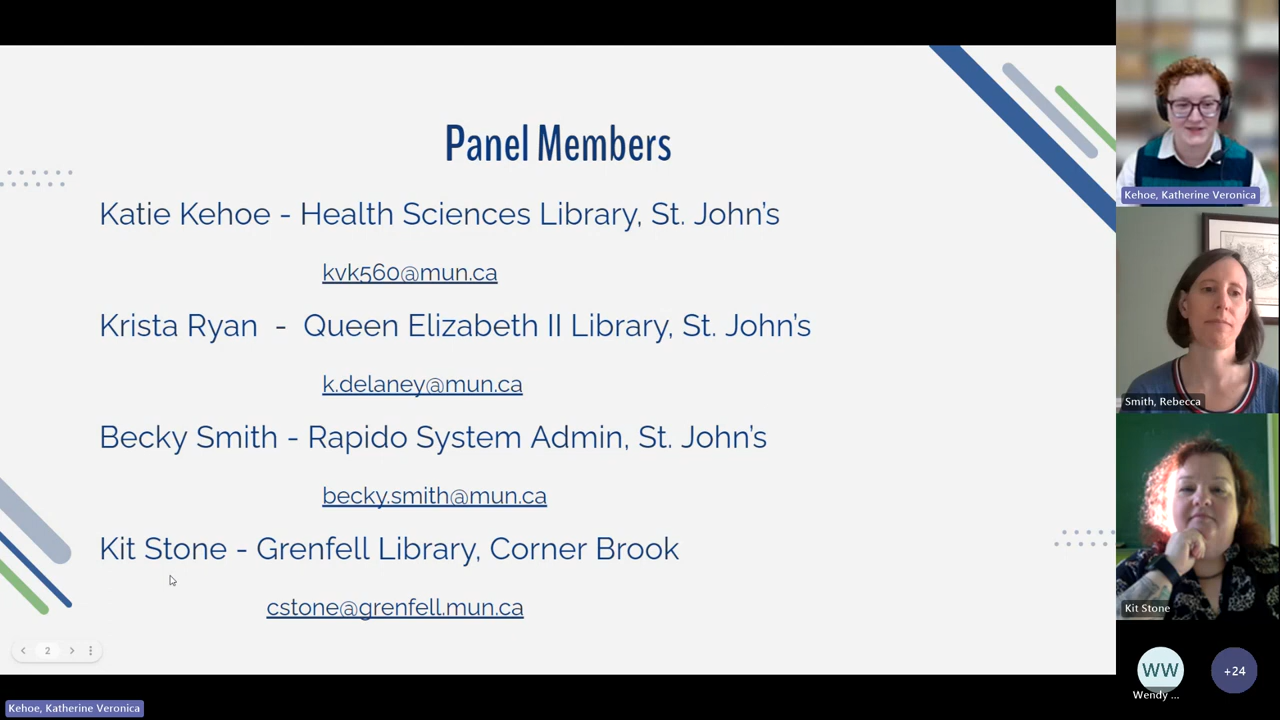 Panel Members
Katie Kehoe - Health Sciences Library, St. John's
kvk560@mun.ca
Krista Ryan - Queen Elizabeth II Library, St. John's
k.delaney@mun.ca
Becky Smith - Rapido System Admin, St. John's
becky.smith@mun.ca
Kit Stone - Grenfell Library, Corner Brook
cstone@grenfell.mun.ca
2
Kehoe, Katherine Veronica
Kehoe, Katherine Veronica
Smith, Rebecca
Kit Stone
WW
Wendy ...
+24